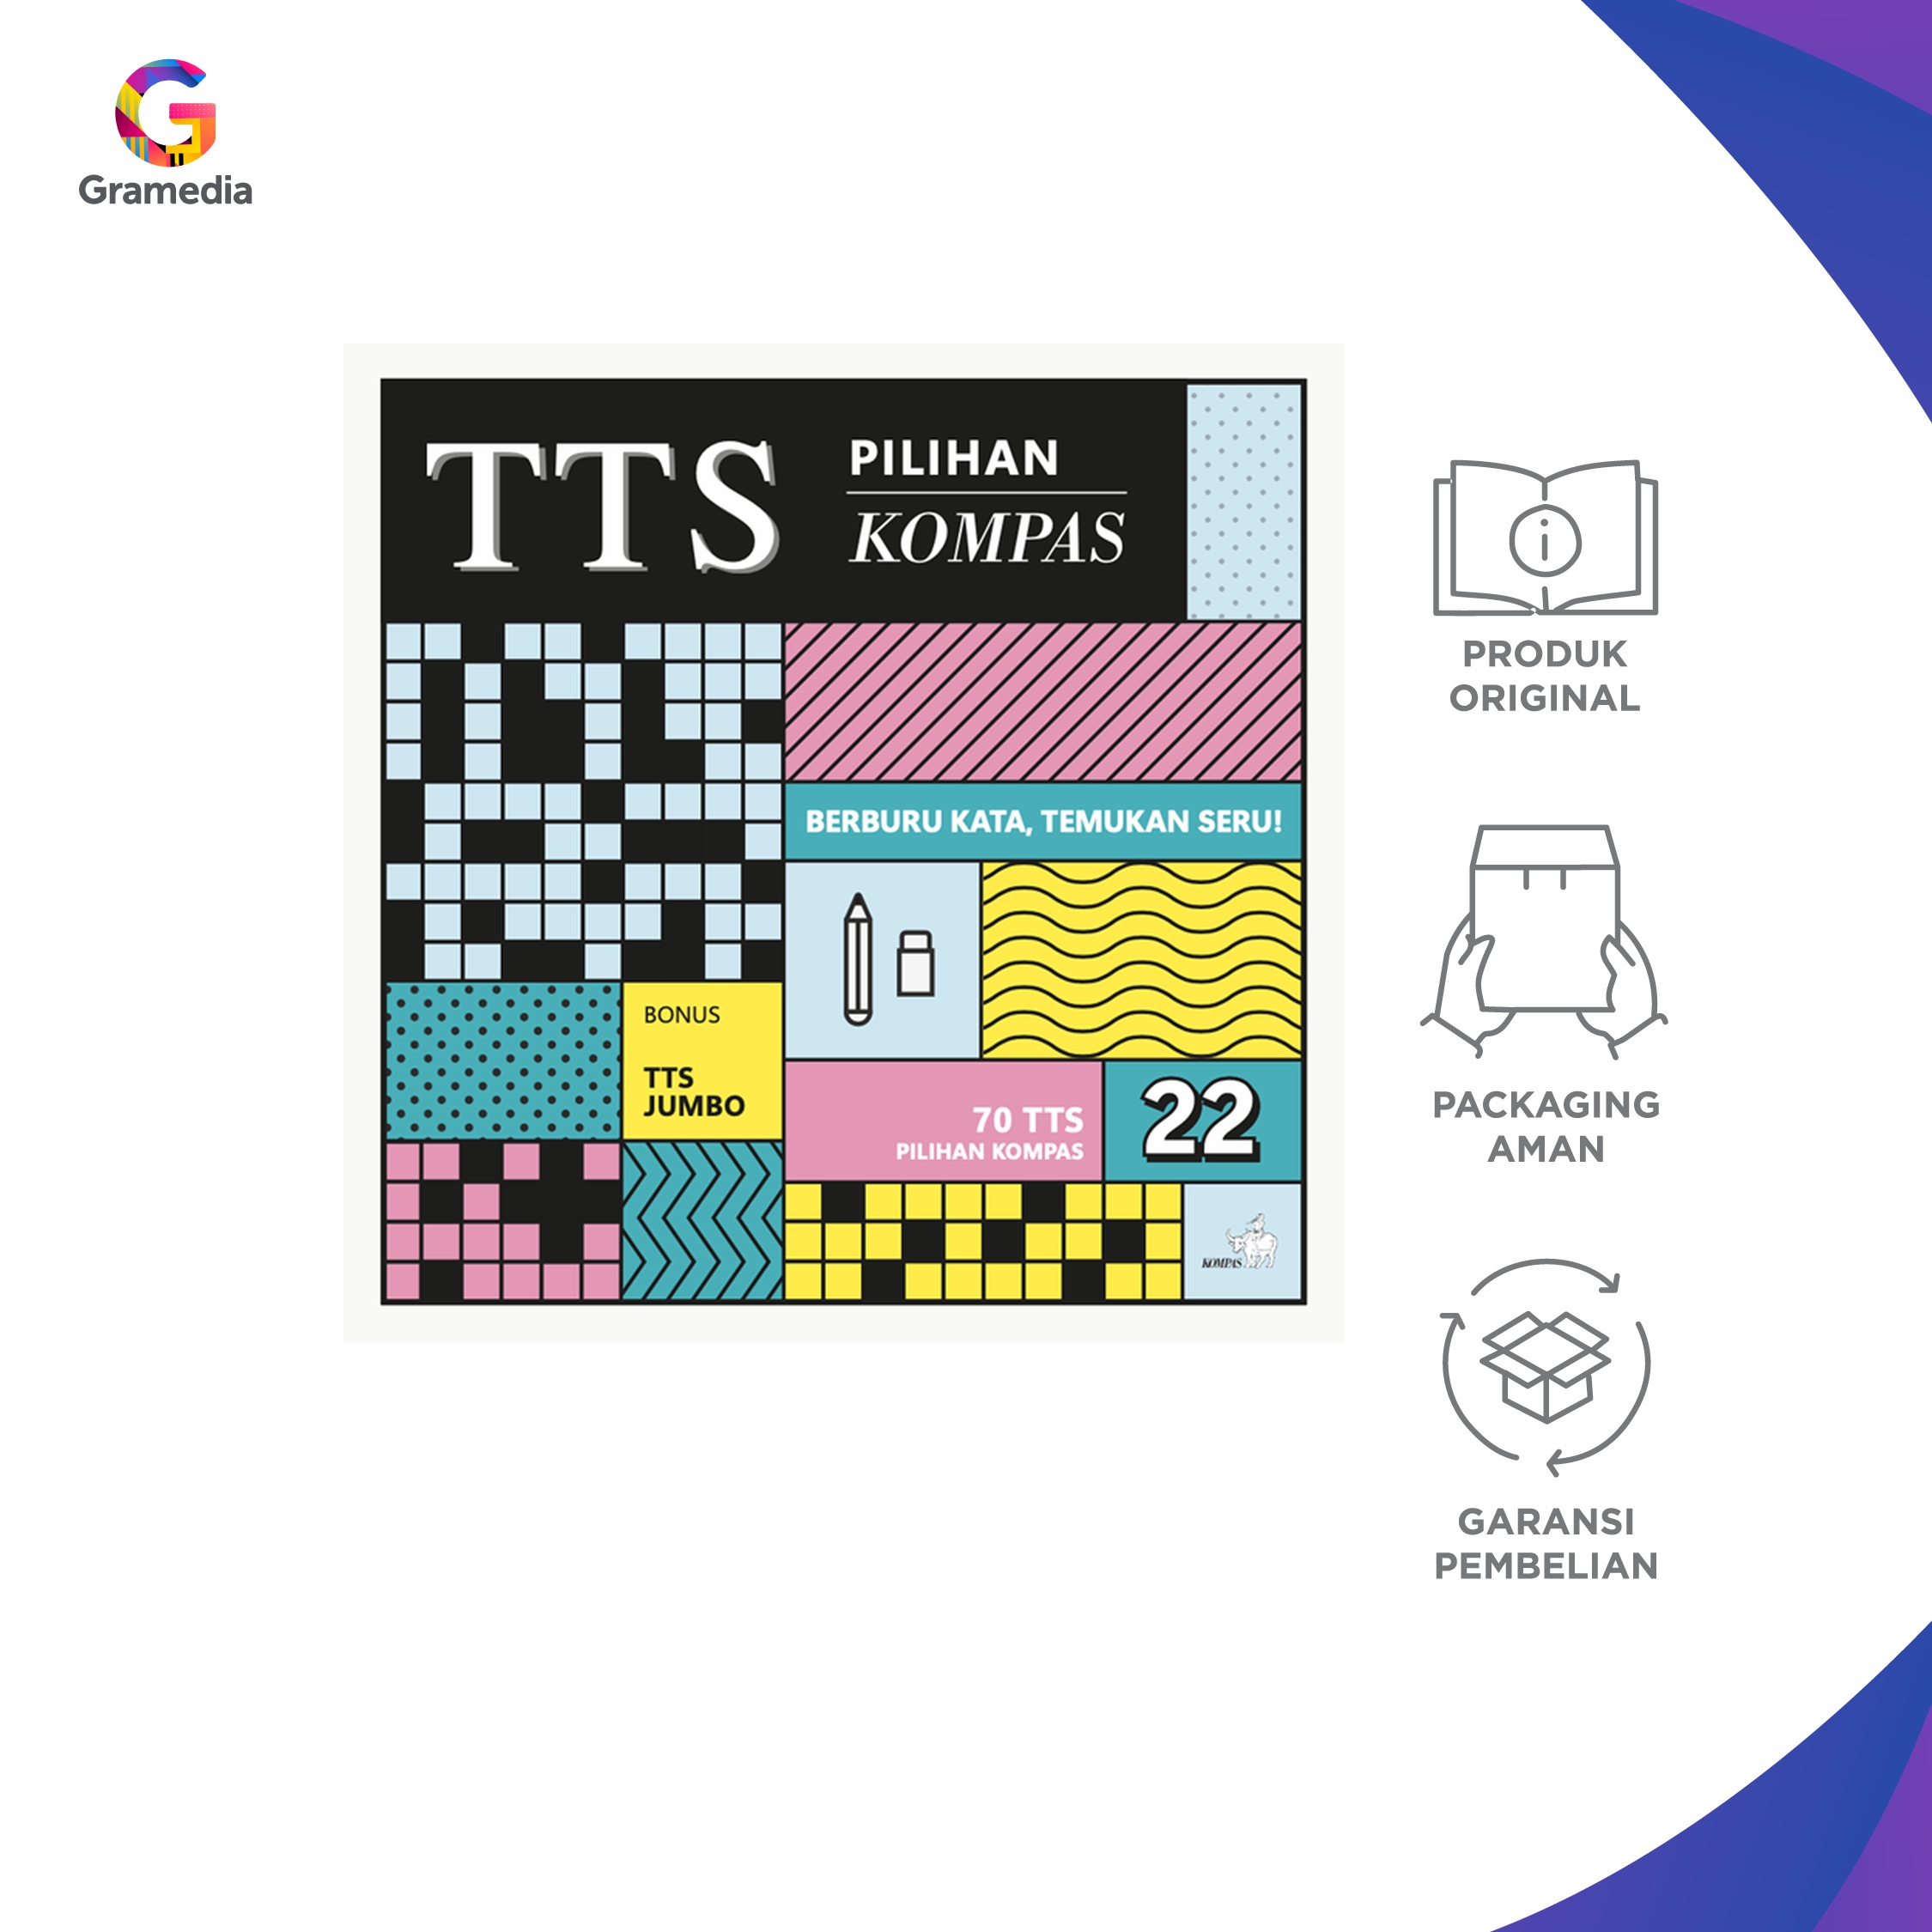 Gramedia
TTS
PILIHAN
KOMPAS
BERBURU KATA, TEMUKAN SERU!
BONUS
TTS
JUMBO
70 TTS
PILIHAN KOMPAS
22
KOMPAS
PRODUK
ORIGINAL
PACKAGING
AMAN
GARANSI
PEMBELIAN